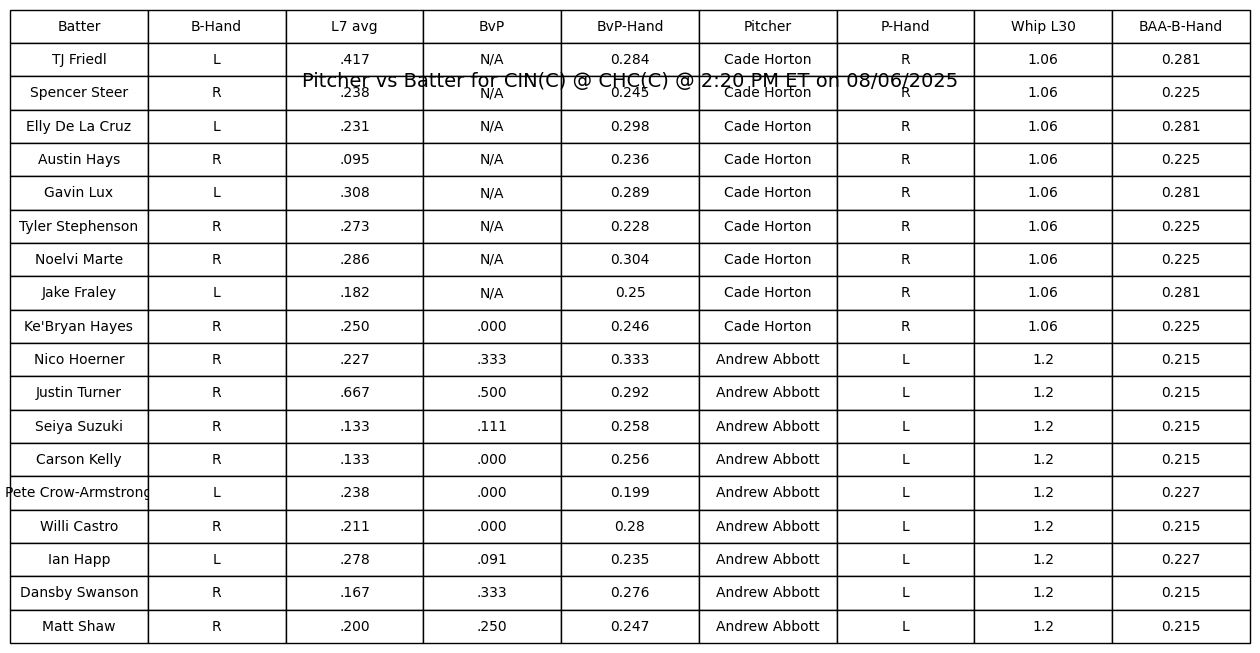 Batter B-Hand L7 avg BvP BvP-Hand Pitcher P-Hand Whip L30 BAA-B-Hand
TJ Friedl L .417 N/A 0.284 Cade Horton R 1.06 0.281
Pitcher vs Batter for CIN(C) @ CHC(C) @ 2:20 PM ET on 08/06/2025
Spencer Steer R .238 N/A 0.245 Cade Horton R 1.06 0.225
Elly De La Cruz L .231 N/A 0.298 Cade Horton R 1.06 0.281
Austin Hays R .095 N/A 0.236 Cade Horton R 1.06 0.225
Gavin Lux L .308 N/A 0.289 Cade Horton R 1.06 0.281
Tyler Stephenson R .273 N/A 0.228 Cade Horton R 1.06 0.225
Noelvi Marte R .286 N/A 0.304 Cade Horton R 1.06 0.225
Jake Fraley L .182 N/A 0.25 Cade Horton R 1.06 0.281
Ke'Bryan Hayes R .250 .000 0.246 Cade Horton R 1.06 0.225
Nico Hoerner R .227 .333 0.333 Andrew Abbott L 1.2 0.215
Justin Turner R .667 .500 0.292 Andrew Abbott L 1.2 0.215
Seiya Suzuki R .133 .111 0.258 Andrew Abbott L 1.2 0.215
Carson Kelly R .133 .000 0.256 Andrew Abbott L 1.2 0.215
Pete Crow-Armstrong L .238 .000 0.199 Andrew Abbott L 1.2 0.227
Willi Castro R .211 .000 0.28 Andrew Abbott L 1.2 0.215
Ian Happ L .278 .091 0.235 Andrew Abbott L 1.2 0.227
Dansby Swanson R .167 .333 0.276 Andrew Abbott L 1.2 0.215
Matt Shaw R .200 .250 0.247 Andrew Abbott L 1.2 0.215